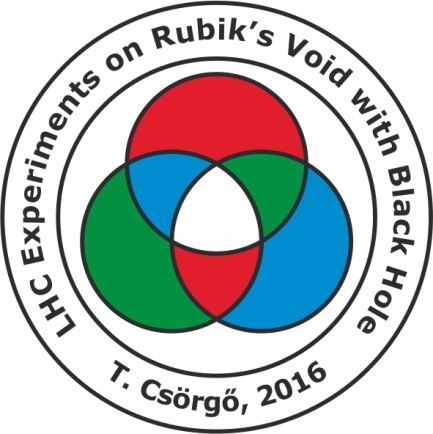 LHC Experiments on Rubik's Void with Black Hole
T. Csörgő, 2016